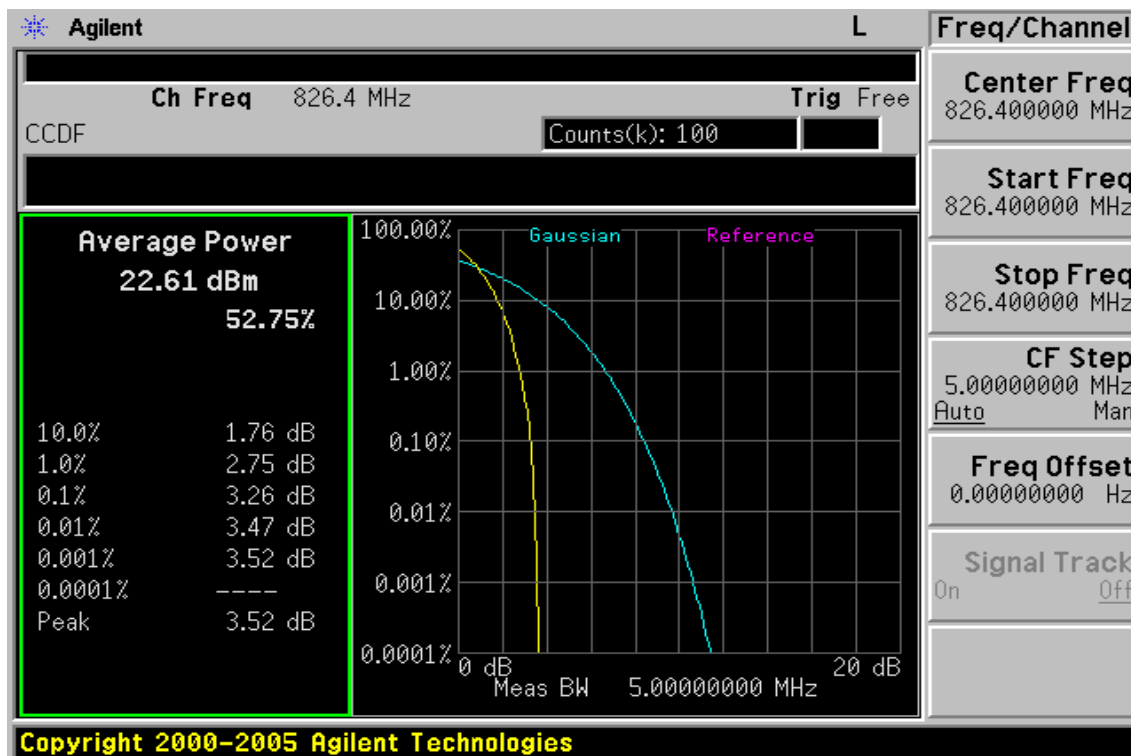 Agilent L
Ch Freq 826.4 MHz Trig Free
CCDF Counts(k): 100
Average Power
22.61 dBm
52.75%
10.0% 1.76 dB
1.0% 2.75 dB
0.1% 3.26 dB
0.01% 3.47 dB
0.001% 3.52 dB
0.0001% ----
Peak 3.52 dB
Gaussian Reference
100.00%
10.00%
1.00%
0.10%
0.01%
0.001%
0.0001%
0 dB 20 dB
Meas BW 5.00000000 MHz
Freq/Channel
Center Freq
826.400000 MHz
Start Freq
826.400000 MHz
Stop Freq
826.400000 MHz
CF Step
5.00000000 MHz
Auto Man
Freq Offset
0.00000000 Hz
Signal Track
On Off
Copyright 2000-2005 Agilent Technologies